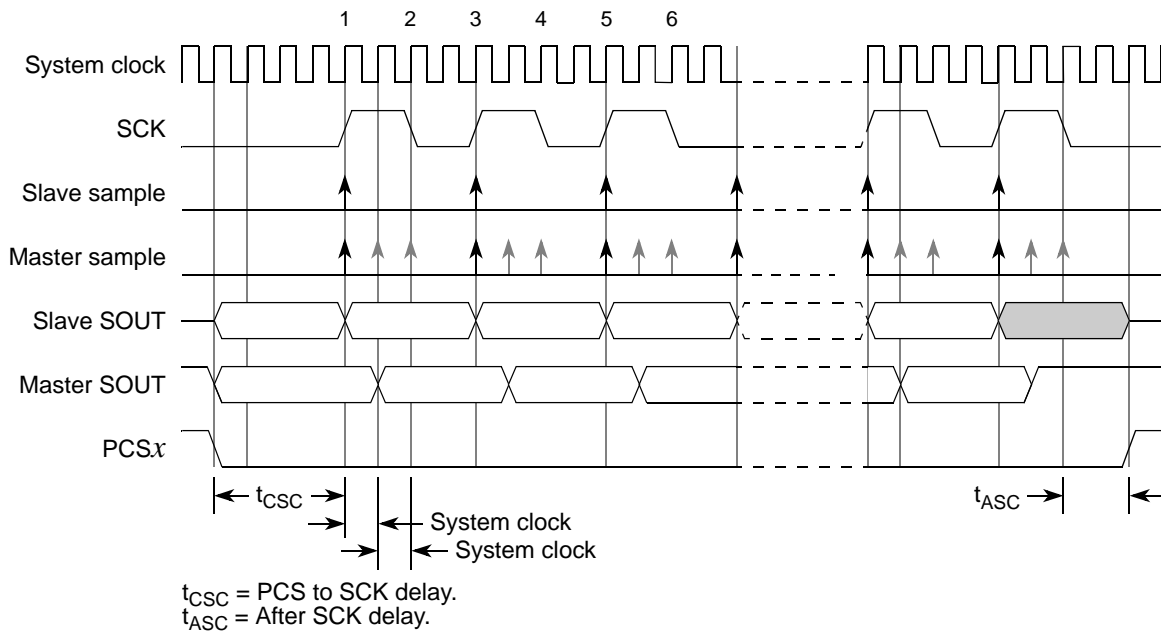 1 2 3 4 5 6
System clock
SCK
Slave sample
Master sample
Slave SOUT
Master SOUT
PCSx
tCSC
tASC
System clock
System clock
tCSC = PCS to SCK delay.
tASC = After SCK delay.